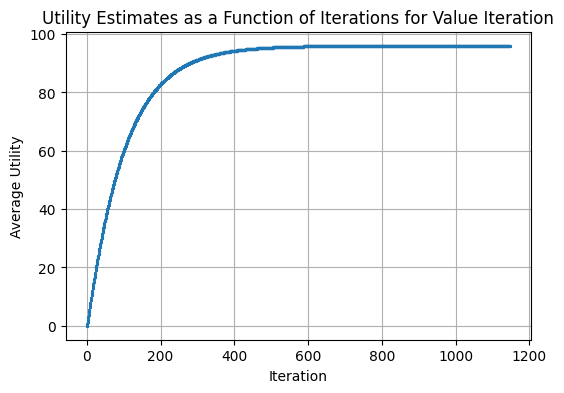 Utility Estimates as a Function of Iterations for Value Iteration
100
80
60
40
20
0
Average Utility
0 200 400 600 800 1000 1200
Iteration